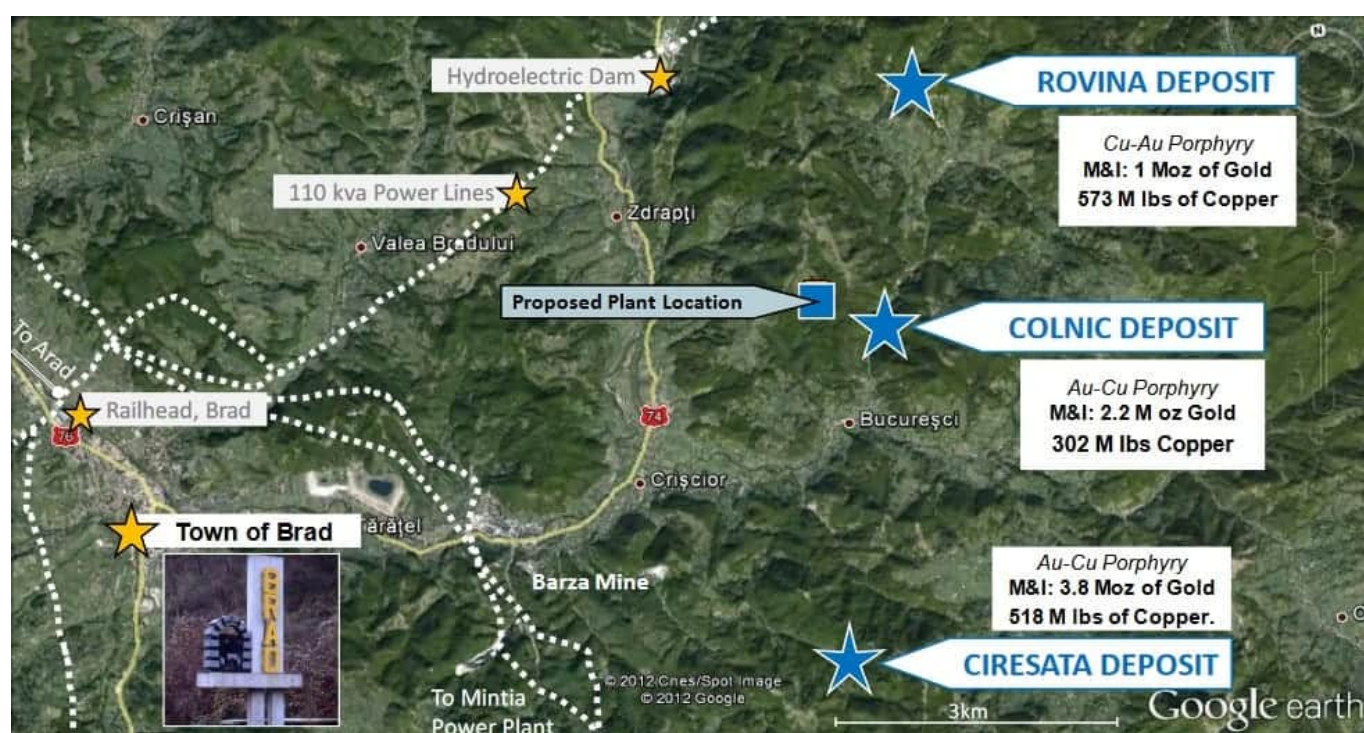 N
Hydroelectric Dam
ROVINA DEPOSIT
Crişan
Cu-Au Porphyry
M&I: 1 Moz of Gold
573 M lbs of Copper
110 kva Power Lines
Zdrapţi
Valea Bradului
Proposed Plant Location
COLNIC DEPOSIT
To Arad
Au-Cu Porphyry
M&I: 2.2 M oz Gold
302 M lbs Copper
Railhead, Brad
76
74
Bucureşci
Crişcior
Town of Brad
ărăţel
Barza Mine
Au-Cu Porphyry
M&I: 3.8 Moz of Gold
518 M lbs of Copper.
CIRESATA DEPOSIT
To Mintia
Power Plant
© 2012 Cnes/Spot Image
© 2012 Google
3km
Google earth